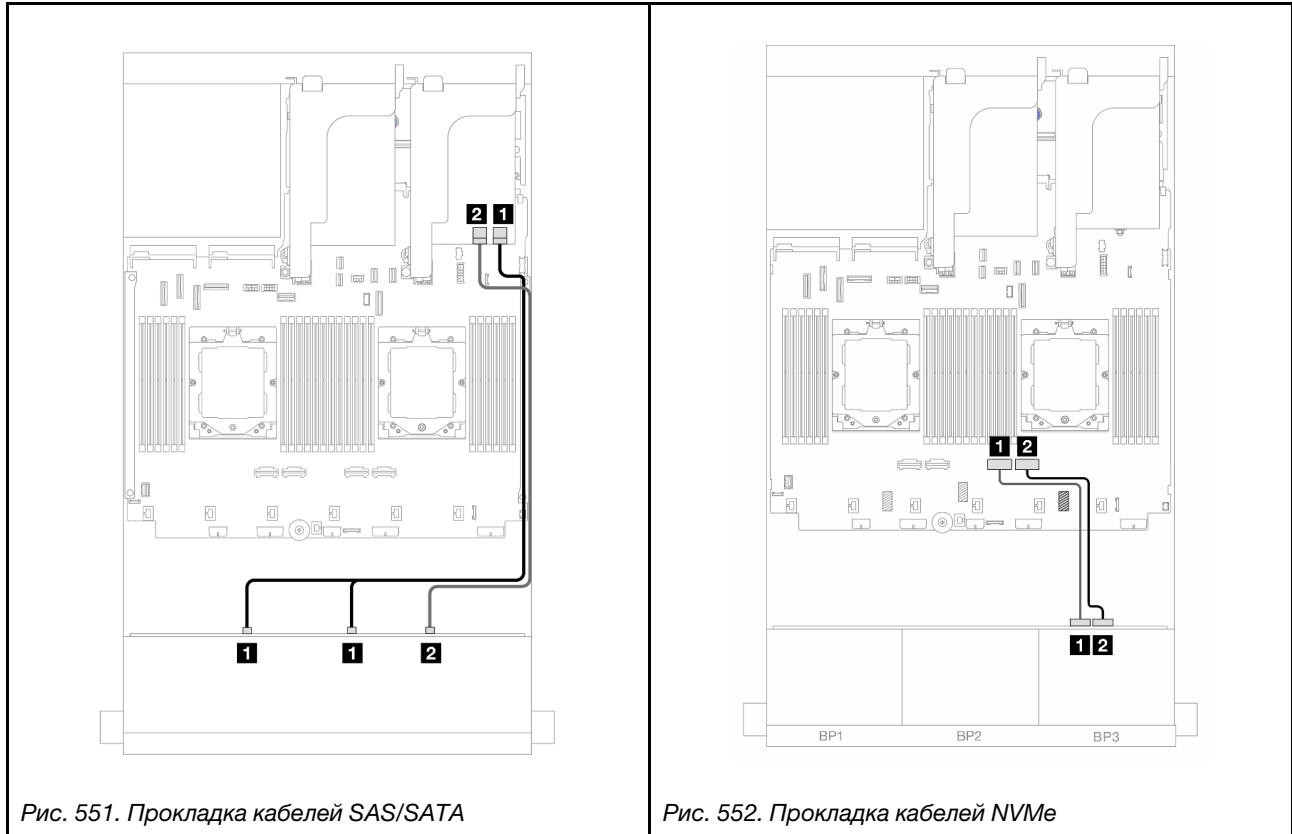 2 1
1 1 2
Рис. 551. Прокладка кабелей SAS/SATA
1 2
1 2
BP1 BP2 BP3
Рис. 552. Прокладка кабелей NVMe